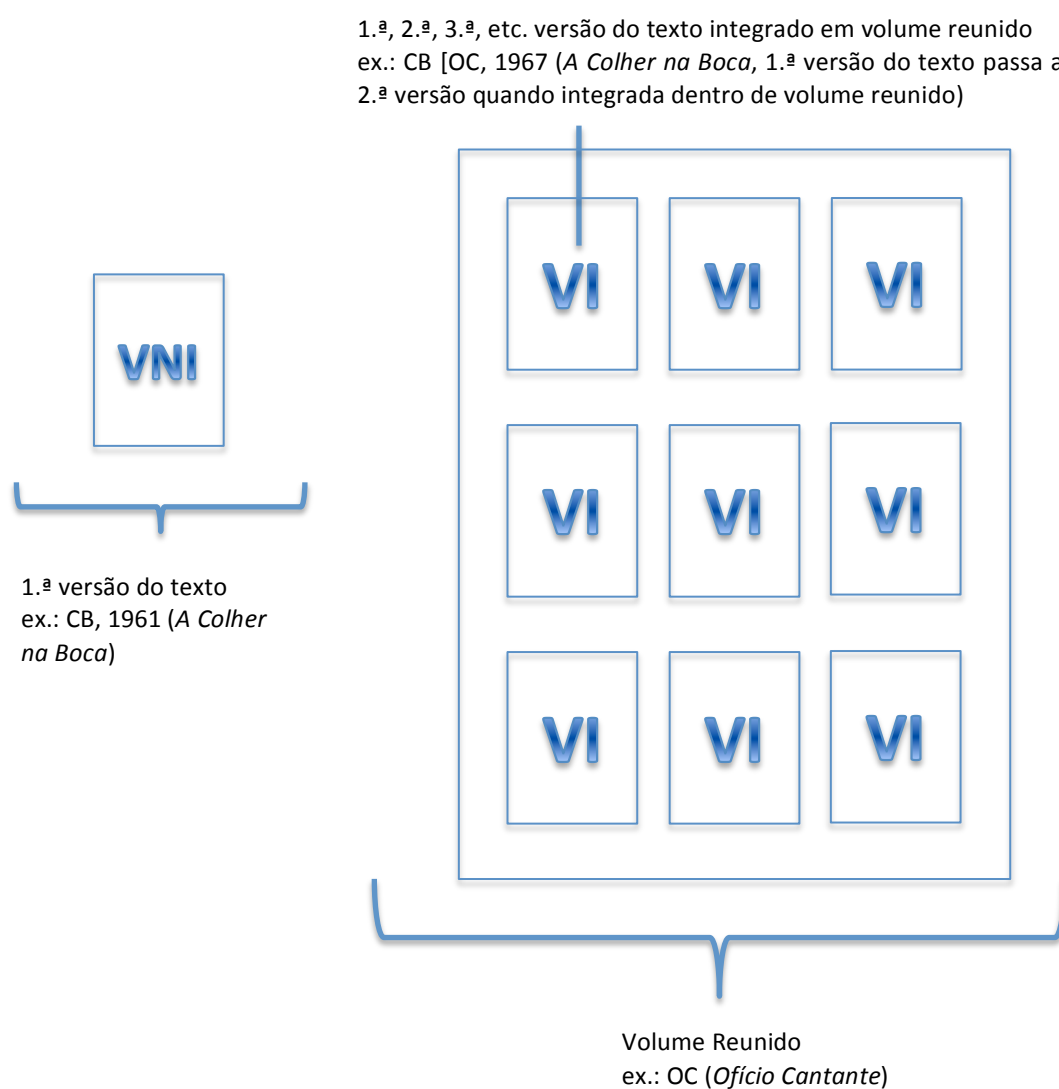 1.ª, 2.ª, 3.ª, etc. versão do texto integrado em volume reunido
ex.: CB [OC, 1967 (A Colher na Boca, 1.ª versão do texto passa a
2.ª versão quando integrada dentro de volume reunido)
VI VI VI
VNI
VI VI VI
1.ª versão do texto
ex.: CB, 1961 (A Colher
na Boca)
VI VI VI
Volume Reunido
ex.: OC (Ofício Cantante)